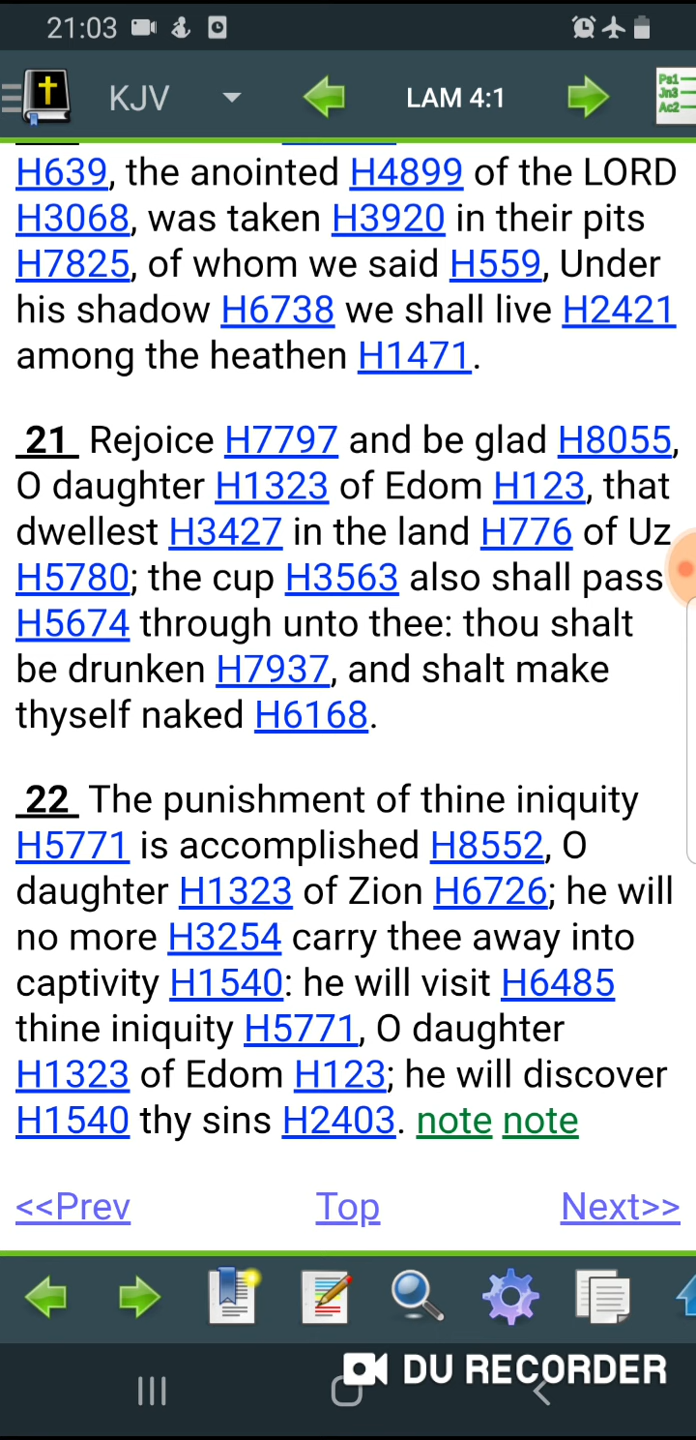 21:03
KJV
LAM 4:1
Ps1
Jn3
Ac2
H639, the anointed H4899 of the LORD
H3068, was taken H3920 in their pits
H7825, of whom we said H559, Under
his shadow H6738 we shall live H2421
among the heathen H1471.
21 Rejoice H7797 and be glad H8055,
O daughter H1323 of Edom H123, that
dwellest H3427 in the land H776 of Uz
H5780; the cup H3563 also shall pass
H5674 through unto thee: thou shalt
be drunken H7937, and shalt make
thyself naked H6168.
22 The punishment of thine iniquity
H5771 is accomplished H8552, O
daughter H1323 of Zion H6726; he will
no more H3254 carry thee away into
captivity H1540: he will visit H6485
thine iniquity H5771, O daughter
H1323 of Edom H123; he will discover
H1540 thy sins H2403. note note
<<Prev Top Next>>
DU RECORDER